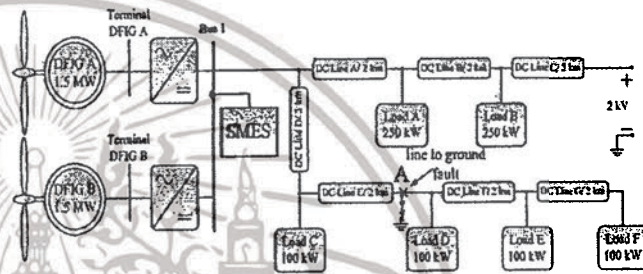 Terminal
DFIG A
Bus 1
DFIG A
1.5 MW
DC Line A/ 2 km
DC Line B/ 2 km
DC Line C/ 2 km
+
2 kV
-
SMES
Load A
250 kW
Load B
250 kW
Terminal
DFIG B
DFIG B
1.5 MW
DC Line D/ 2 km
A
line to ground
fault
DC Line E/ 2 km
DC Line F/ 2 km
DC Line G/ 2 km
Load C
100 kW
Load D
100 kW
Load E
100 kW
Load F
100 kW